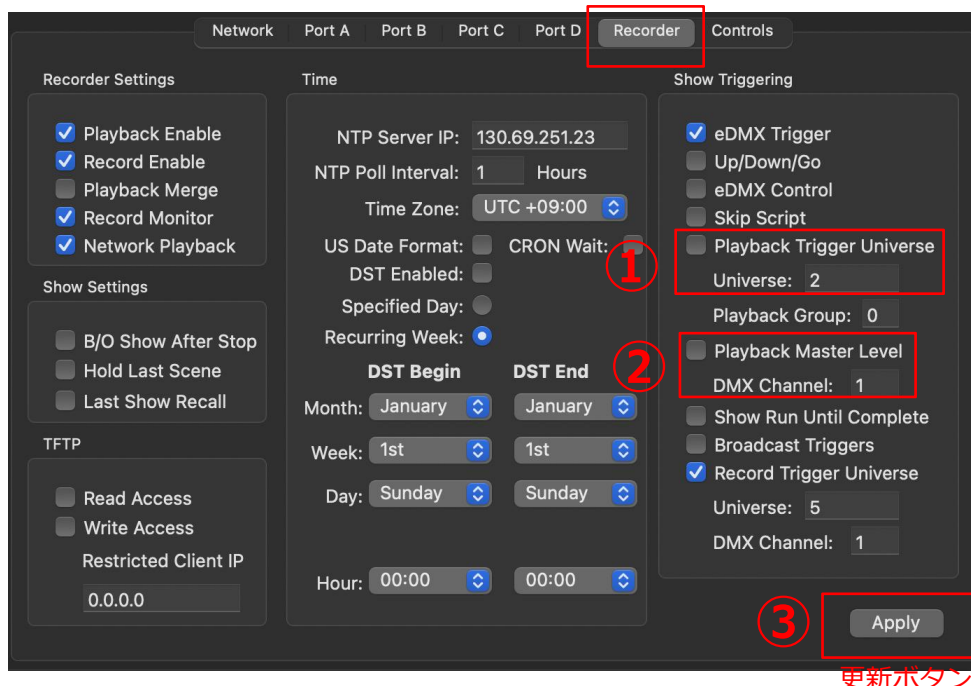 Network Port A Port B Port C Port D Recorder Controls
Recorder Settings
Playback Enable
Record Enable
Playback Merge
Record Monitor
Network Playback
Show Settings
B/O Show After Stop
Hold Last Scene
Last Show Recall
TFTP
Read Access
Write Access
Restricted Client IP
0.0.0.0
Time
NTP Server IP: 130.69.251.23
NTP Poll Interval: 1 Hours
Time Zone: UTC +09:00
US Date Format: CRON Wait:
DST Enabled:
Specified Day:
Recurring Week:
DST Begin DST End
Month: January January
Week: 1st 1st
Day: Sunday Sunday
Hour: 00:00 00:00
Show Triggering
eDMX Trigger
Up/Down/Go
eDMX Control
Skip Script
① Playback Trigger Universe
Universe: 2
Playback Group: 0
② Playback Master Level
DMX Channel: 1
Show Run Until Complete
Broadcast Triggers
Record Trigger Universe
Universe: 5
DMX Channel: 1
③ Apply
更新ボタン